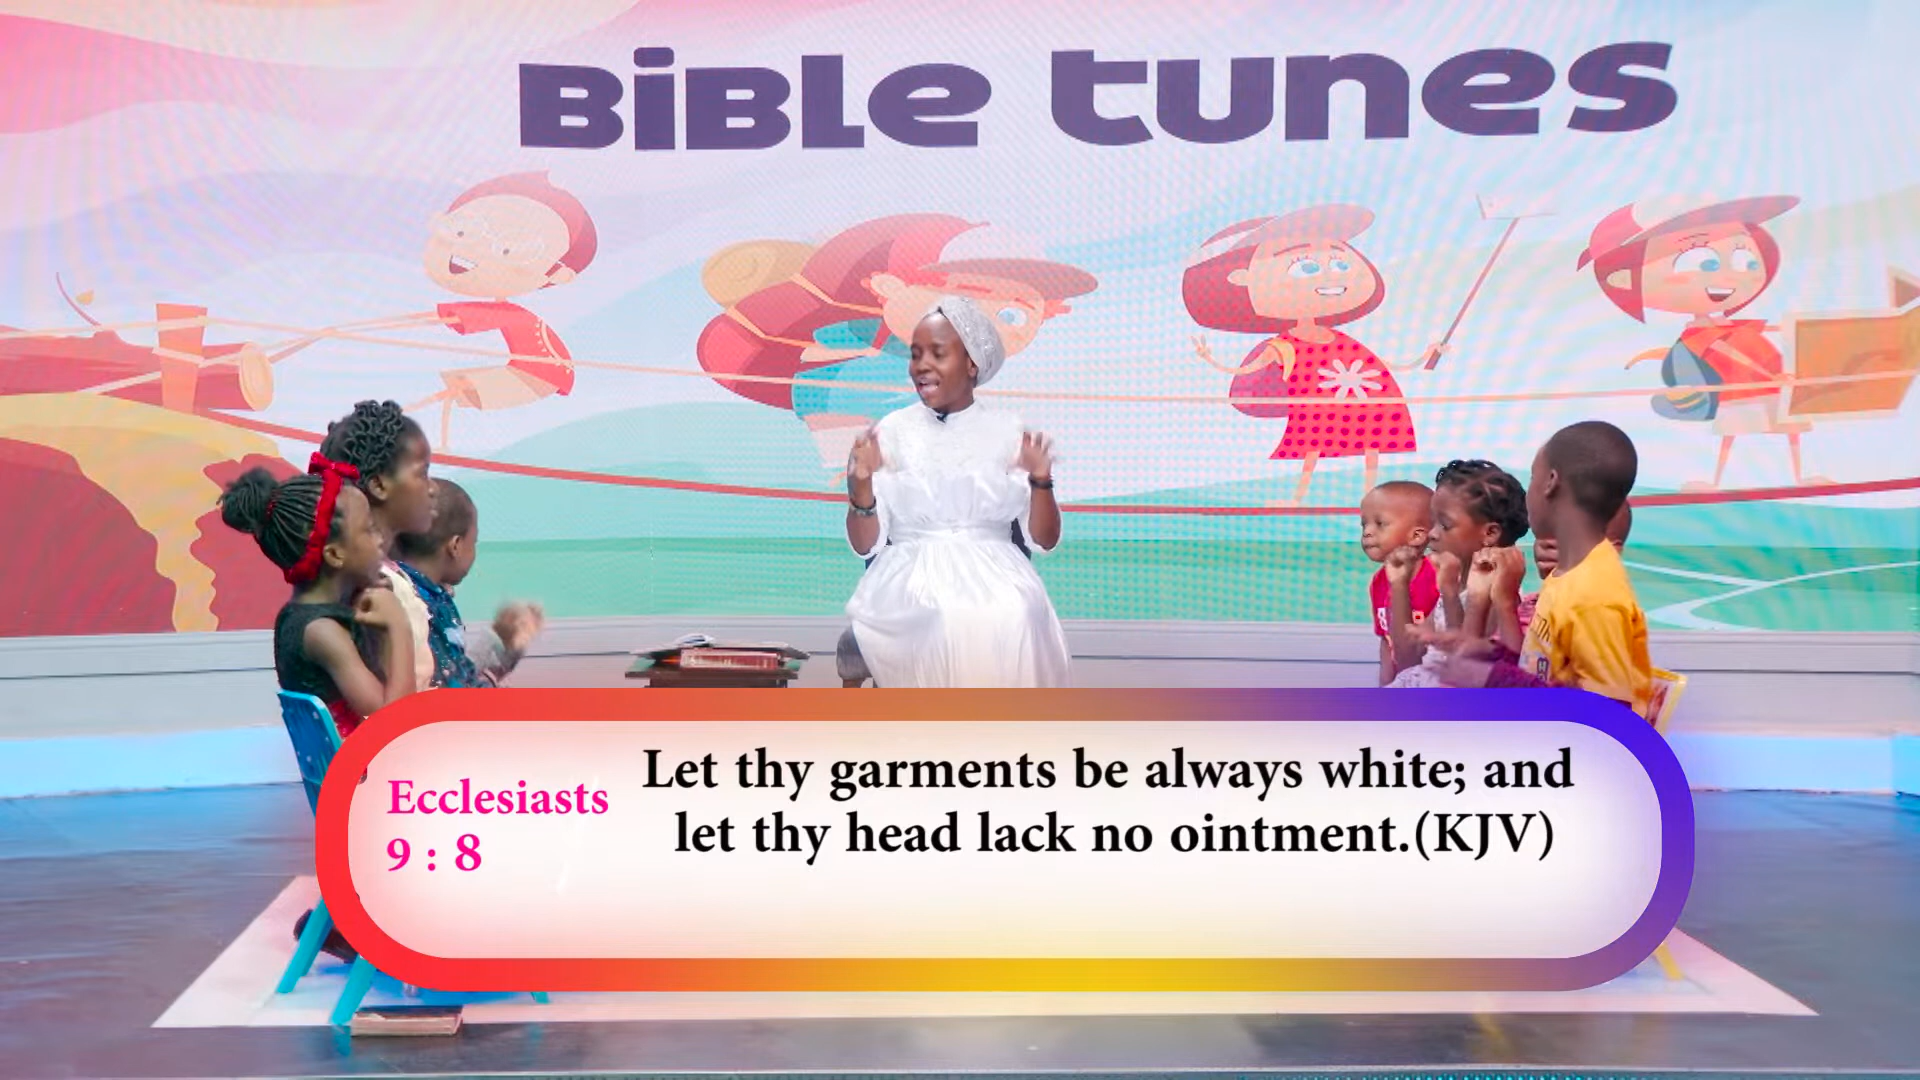 BiBle tunes
Ecclesiasts
9 : 8
Let thy garments be always white; and
let thy head lack no ointment.(KJV)